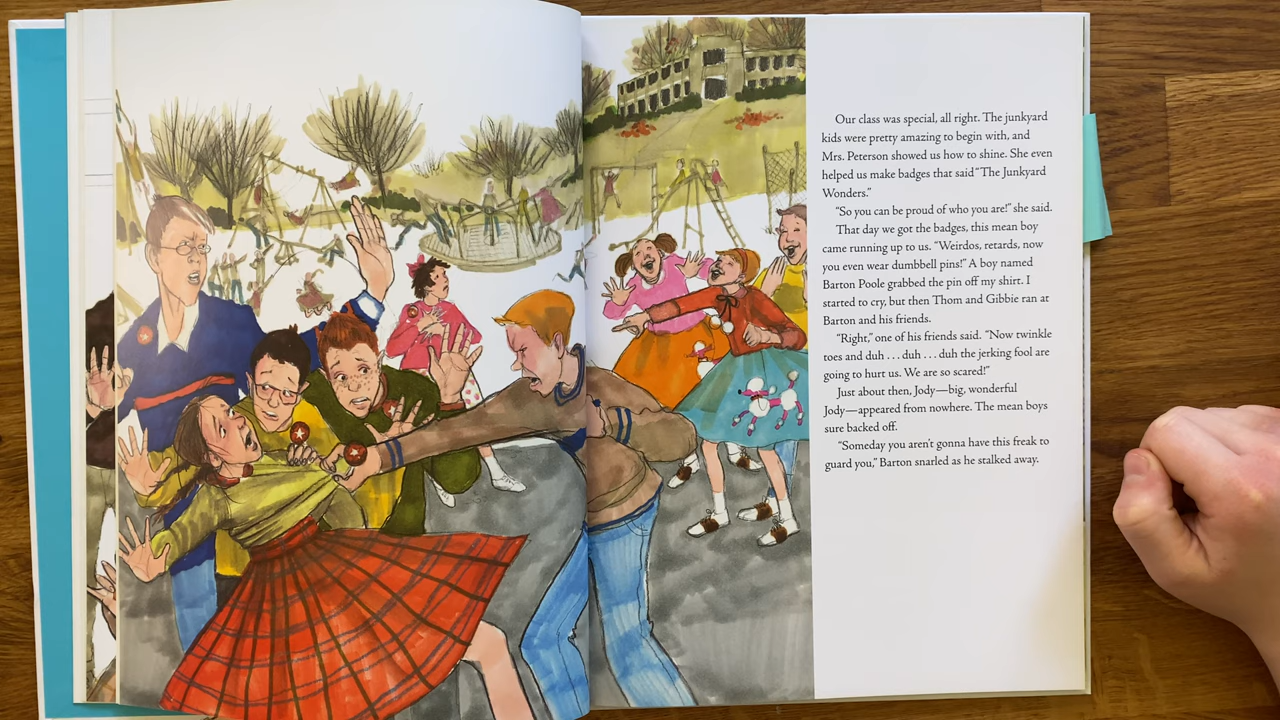 Our class was special, all right. The junkyard
kids were pretty amazing to begin with, and
Mrs. Peterson showed us how to shine. She even
helped us make badges that said “The Junkyard
Wonders.”
“So you can be proud of who you are!” she said.
That day we got the badges, this mean boy
came running up to us. “Weirdos, retards, now
you even wear dumbbell pins!” A boy named
Barton Poole grabbed the pin off my shirt. I
started to cry, but then Thom and Gibbie ran at
Barton and his friends.
“Right,” one of his friends said. “Now twinkle
toes and duh . . . duh . . . duh the jerking fool are
going to hurt us. We are so scared!”
Just about then, Jody—big, wonderful
Jody—appeared from nowhere. The mean boys
sure backed off.
“Someday you aren’t gonna have this freak to
guard you,” Barton snarled as he stalked away.